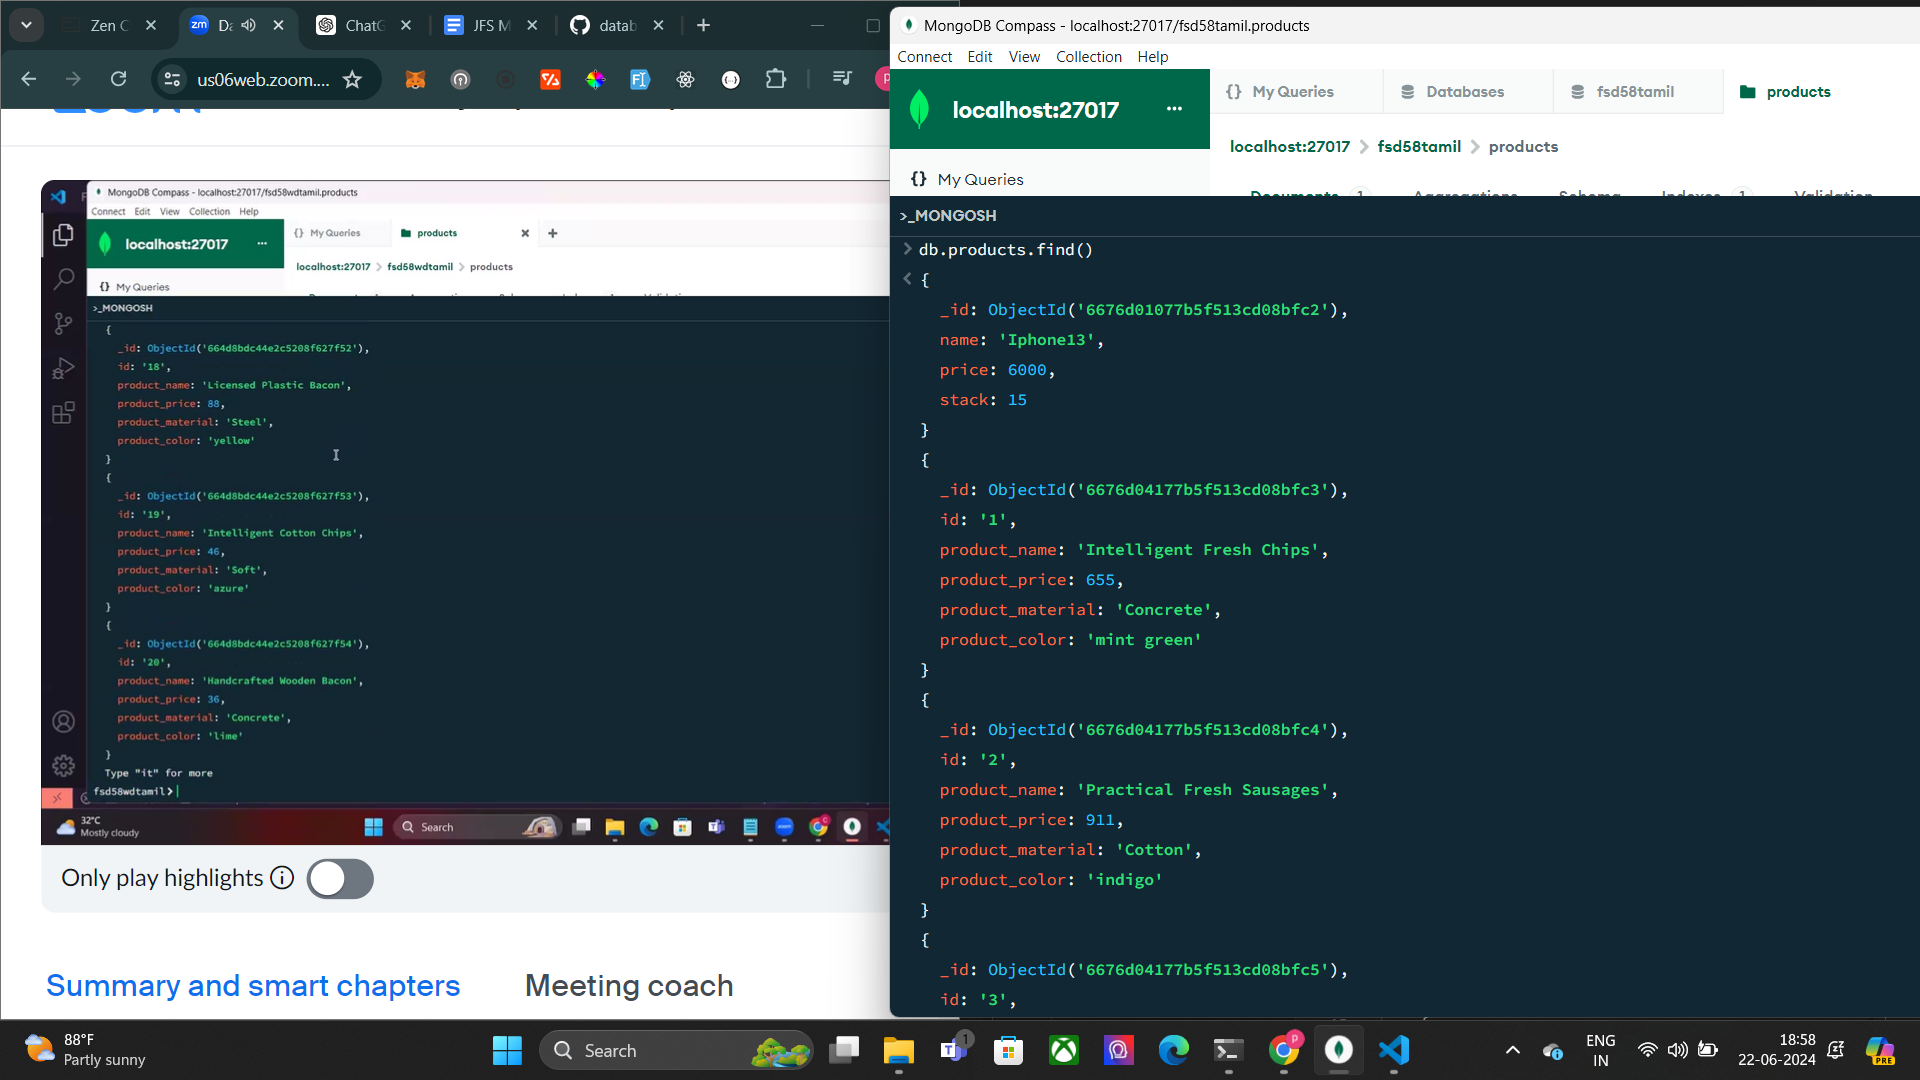 Zen C
Da
ChatG
JFS M
datab
us06web.zoom....
MongoDB Compass - localhost:27017/fsd58wdtamil.products
Connect Edit View Collection Help
localhost:27017 ...
{} My Queries
products
localhost:27017 > fsd58wdtamil > products
{} My Queries
>_MONGOSH
{
_id: ObjectId('664d8bdc44e2c5208f627f52'),
id: '18',
product_name: 'Licensed Plastic Bacon',
product_price: 88,
product_material: 'Steel',
product_color: 'yellow'
}
{
_id: ObjectId('664d8bdc44e2c5208f627f53'),
id: '19',
product_name: 'Intelligent Cotton Chips',
product_price: 46,
product_material: 'Soft',
product_color: 'azure'
}
{
_id: ObjectId('664d8bdc44e2c5208f627f54'),
id: '20',
product_name: 'Handcrafted Wooden Bacon',
product_price: 36,
product_material: 'Concrete',
product_color: 'lime'
}
Type "it" for more
fsd58wdtamil>
32°C
Mostly cloudy
Search
Only play highlights
Summary and smart chapters
Meeting coach
MongoDB Compass - localhost:27017/fsd58tamil.products
Connect Edit View Collection Help
localhost:27017 ...
{} My Queries
Databases
fsd58tamil
products
localhost:27017 > fsd58tamil > products
{} My Queries
Documents 1 Aggregations Schema Indexes 1 Validation
>_MONGOSH
> db.products.find()
< {
_id: ObjectId('6676d01077b5f513cd08bfc2'),
name: 'Iphone13',
price: 6000,
stack: 15
}
{
_id: ObjectId('6676d04177b5f513cd08bfc3'),
id: '1',
product_name: 'Intelligent Fresh Chips',
product_price: 655,
product_material: 'Concrete',
product_color: 'mint green'
}
{
_id: ObjectId('6676d04177b5f513cd08bfc4'),
id: '2',
product_name: 'Practical Fresh Sausages',
product_price: 911,
product_material: 'Cotton',
product_color: 'indigo'
}
{
_id: ObjectId('6676d04177b5f513cd08bfc5'),
id: '3',
88°F
Partly sunny
Search
1
ENG
IN
18:58
22-06-2024
PRE